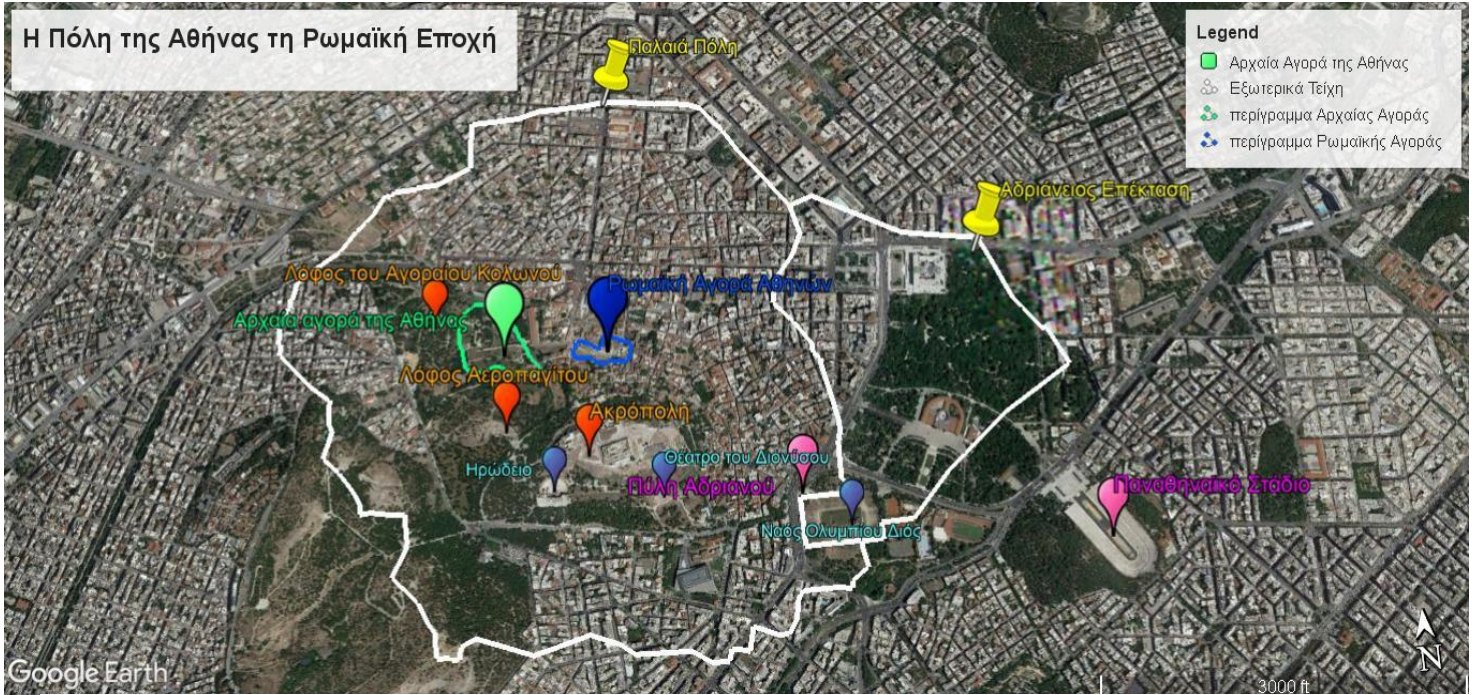 Η Πόλη της Αθήνας τη Ρωμαϊκή Εποχή
Legend
Αρχαία Αγορά της Αθήνας
Εξωτερικά Τείχη
περίγραμμα Αρχαίας Αγοράς
περίγραμμα Ρωμαϊκής Αγοράς
Παλαιά Πόλη
Αδριάνειος Επέκταση
Λόφος του Αγοραίου Κολωνού
Ρωμαϊκή Αγορά Αθηνών
Αρχαία αγορά της Αθήνας
Λόφος Αεροπαγίτου
Ακρόπολη
Ηρώδειο
Θέατρο του Διονύσου
Πύλη Αδριανού
Παναθηναϊκό Στάδιο
Ναός Ολυμπίου Διός
Google Earth
N
3000 ft